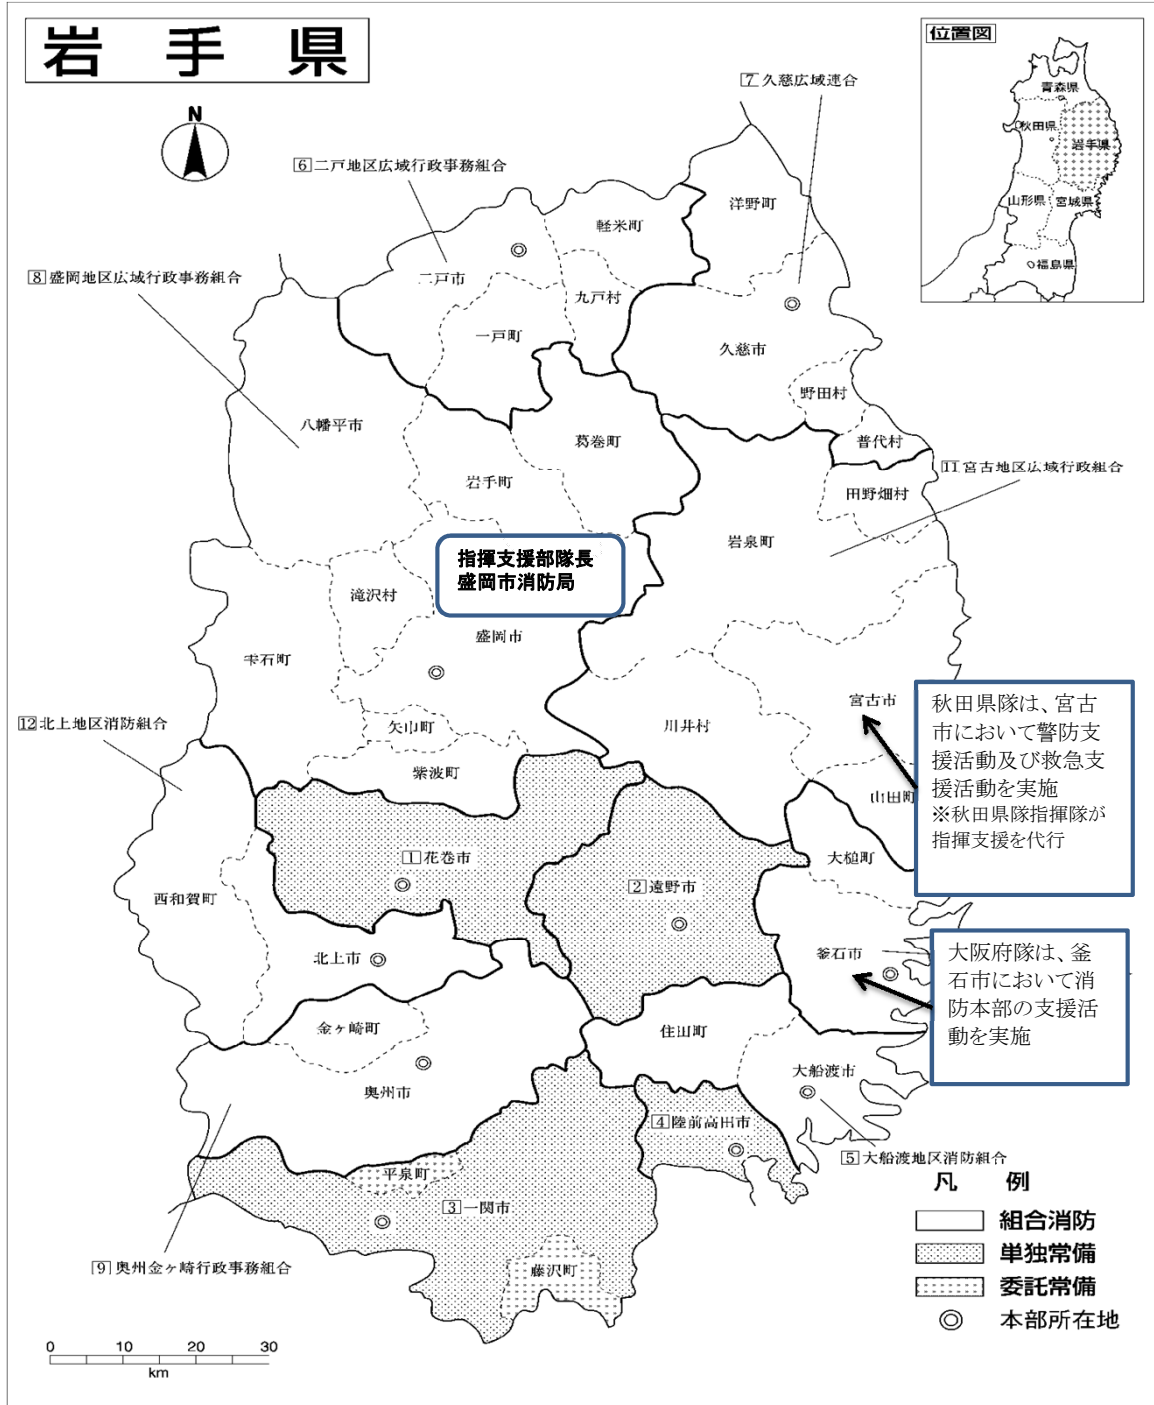 岩手県
位置図
青森県
秋田県
岩手県
山形県
宮城県
福島県
N
7 久慈広域連合
6 二戸地区広域行政事務組合
8 盛岡地区広域行政事務組合
洋野町
軽米町
二戸市
九戸村
一戸町
久慈市
野田村
普代村
八幡平市
葛巻町
岩手町
11 宮古地区広域行政組合
田野畑村
岩泉町
指揮支援部隊長
盛岡市消防局
滝沢村
盛岡市
雫石町
宮古市
川井村
矢巾町
紫波町
12 北上地区消防組合
秋田県隊は、宮古
市において警防支
援活動及び救急支
援活動を実施
※秋田県隊指揮隊が
指揮支援を代行
山田町
大槌町
1 花巻市
2 遠野市
西和賀町
北上市
釜石市
大阪府隊は、釜
石市において消
防本部の支援活
動を実施
金ヶ崎町
住田町
奥州市
大船渡市
4 陸前高田市
5 大船渡地区消防組合
平泉町
3 一関市
藤沢町
9 奥州金ヶ崎行政事務組合
凡例
組合消防
単独常備
委託常備
本部所在地
0 10 20 30
km